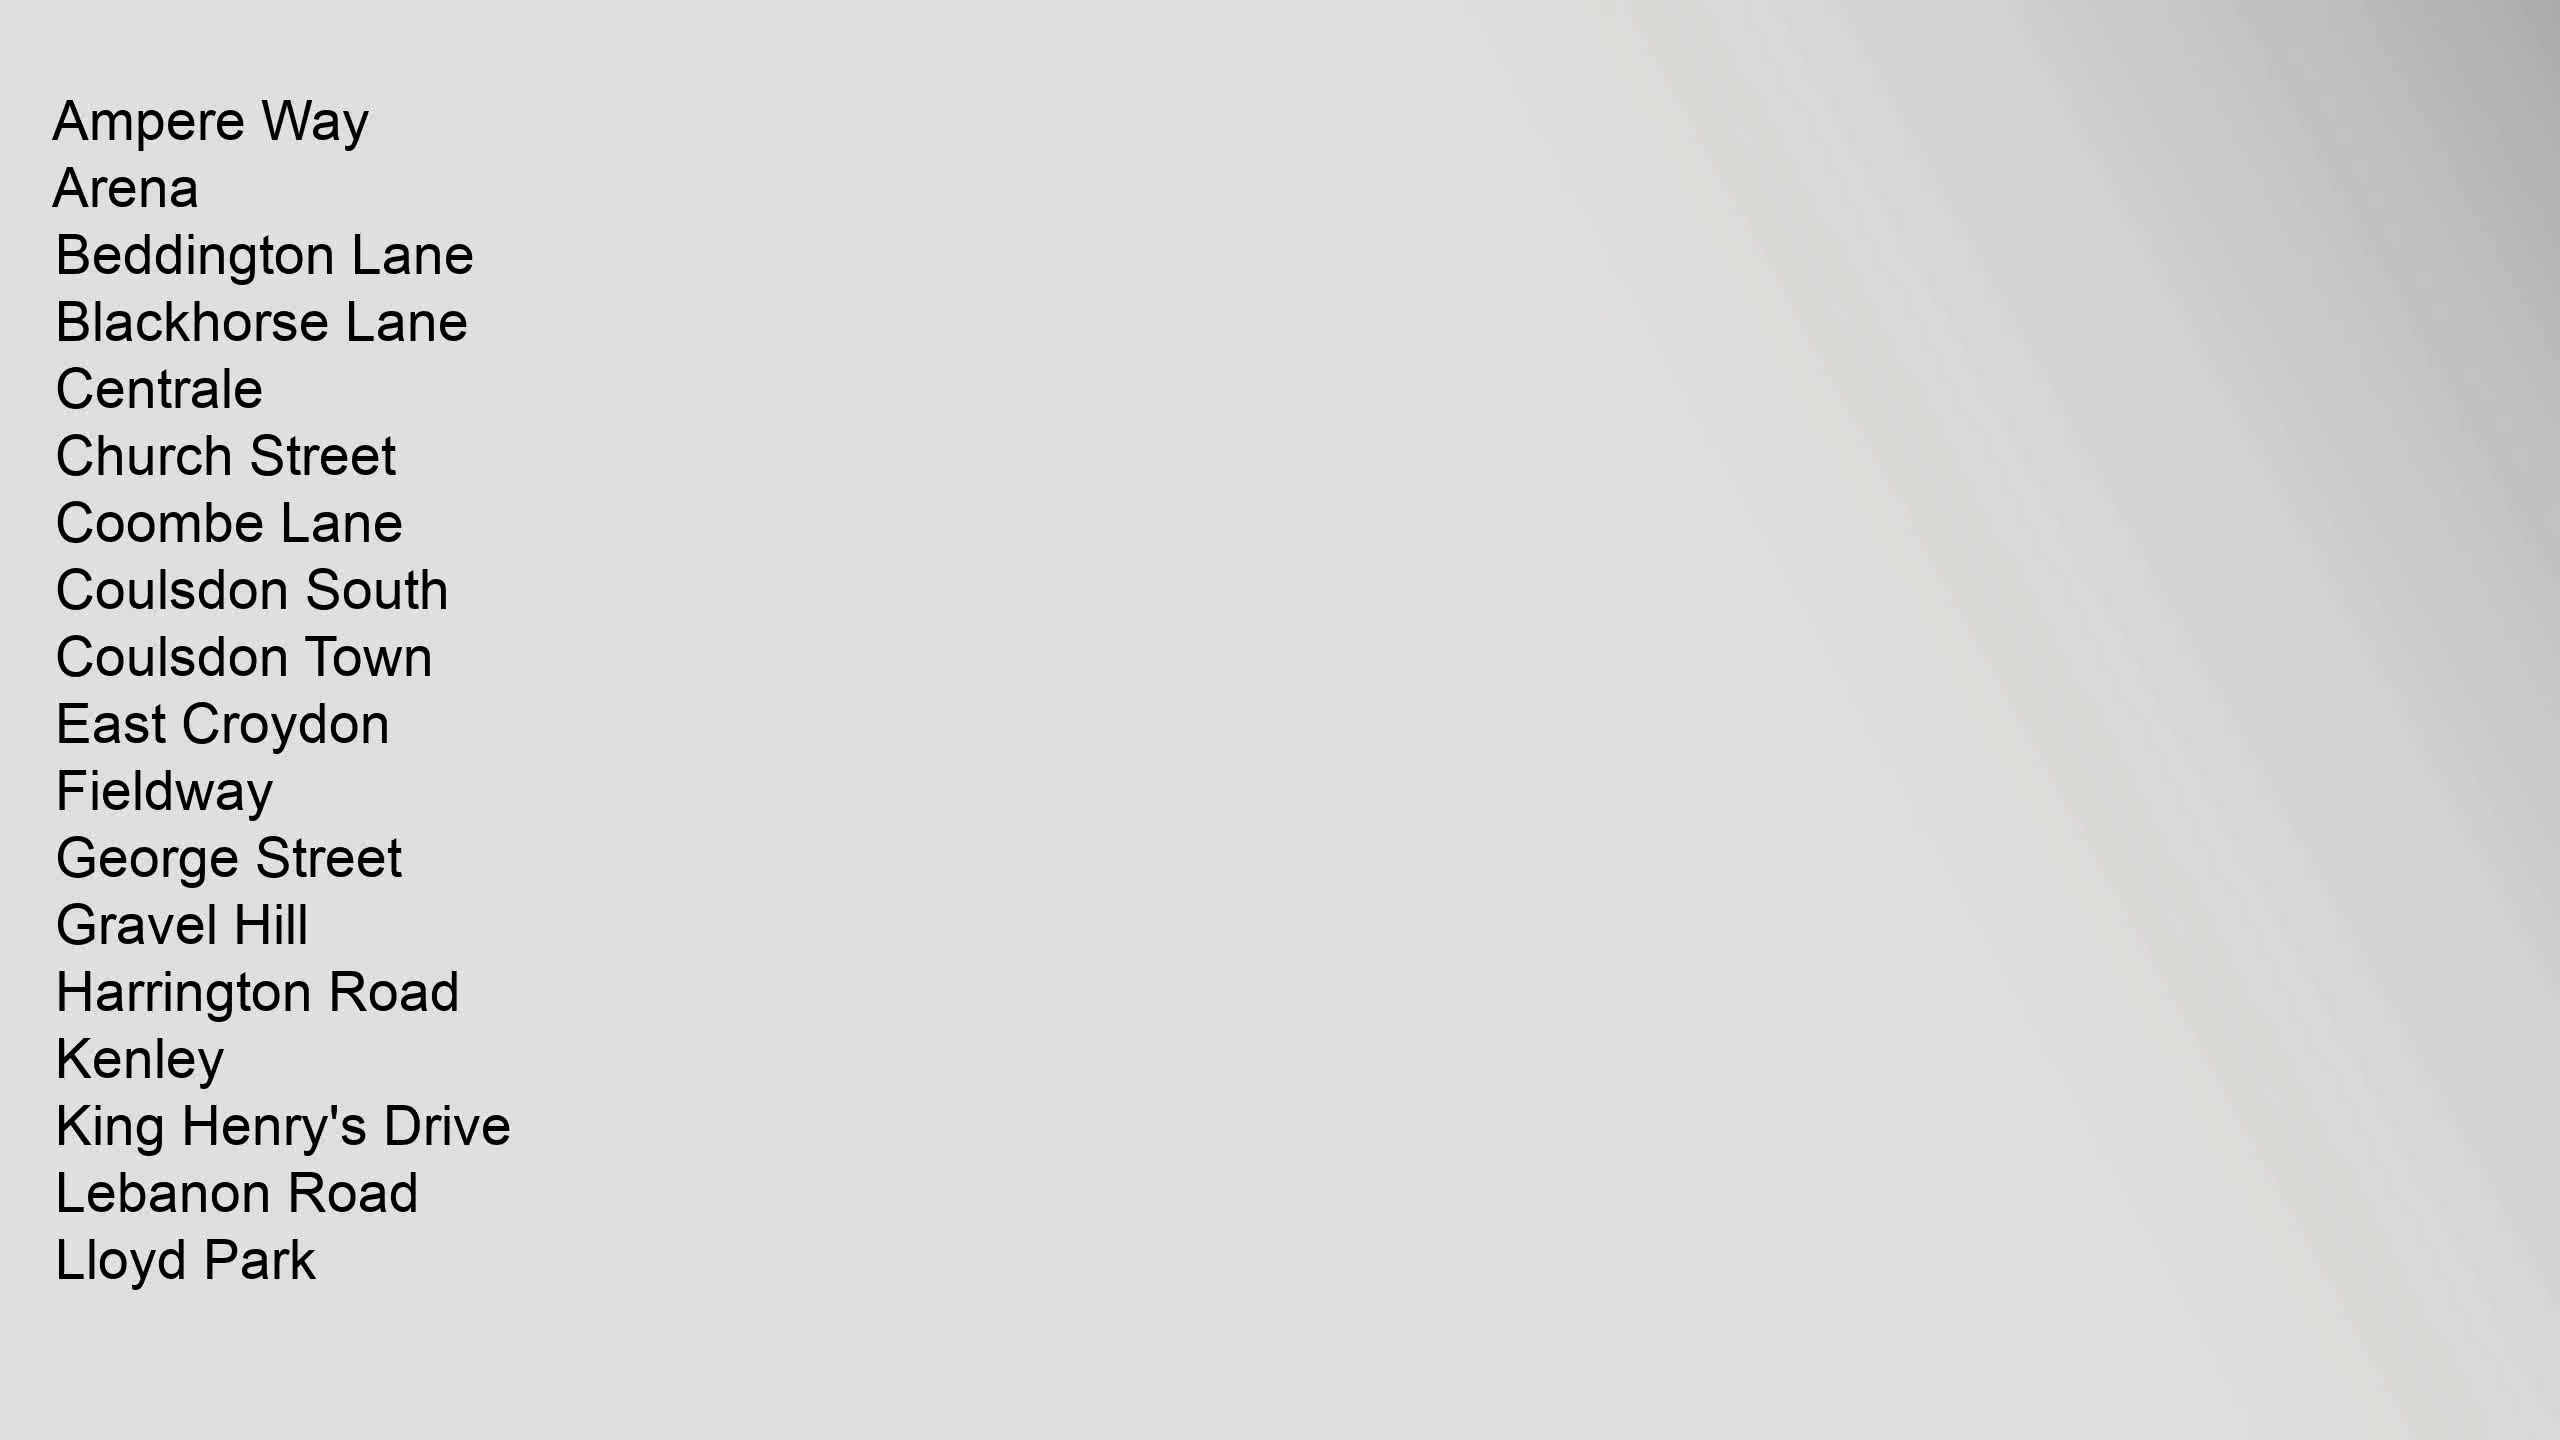 Ampere Way
Arena
Beddington Lane
Blackhorse Lane
Centrale
Church Street
Coombe Lane
Coulsdon South
Coulsdon Town
East Croydon
Fieldway
George Street
Gravel Hill
Harrington Road
Kenley
King Henry's Drive
Lebanon Road
Lloyd Park